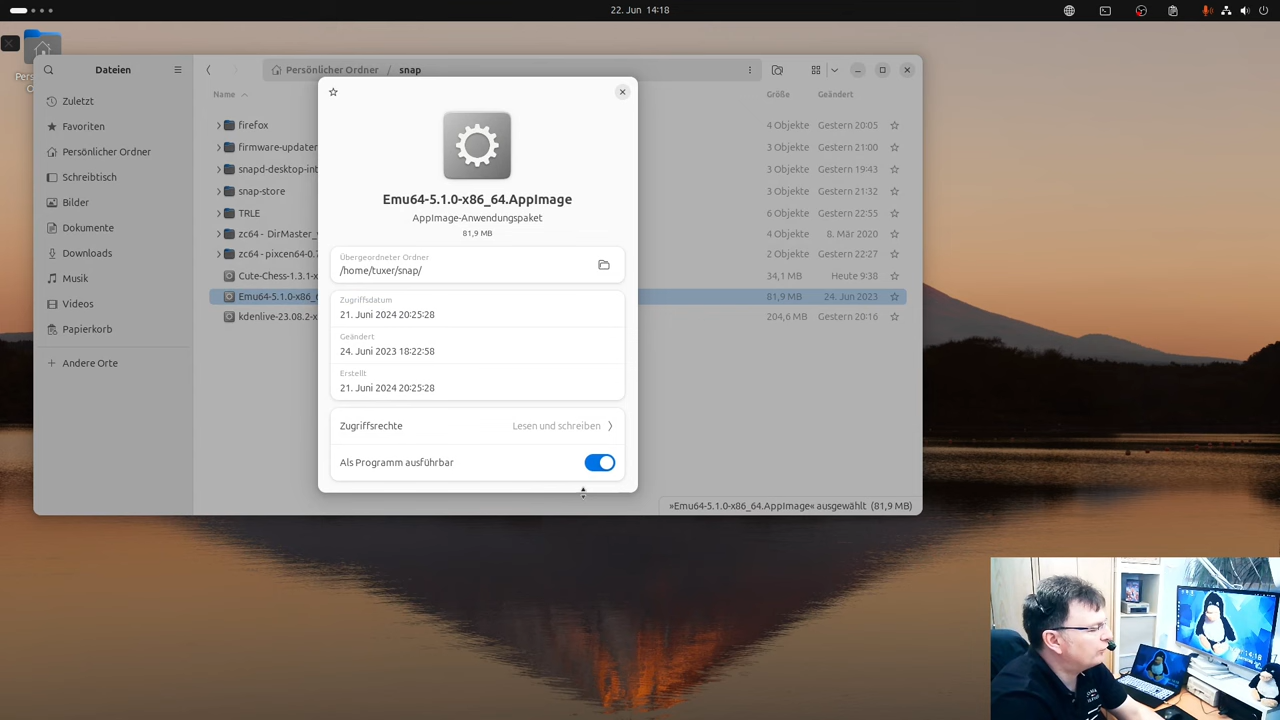 22. Jun 14:18
Dateien
Persönlicher Ordner / snap
Zuletzt
Favoriten
Persönlicher Ordner
Schreibtisch
Bilder
Dokumente
Downloads
Musik
Videos
Papierkorb
Andere Orte
Name
Größe
Geändert
firefox
4 Objekte
Gestern 20:05
firmware-updater
3 Objekte
Gestern 21:00
snapd-desktop-int
3 Objekte
Gestern 19:43
snap-store
3 Objekte
Gestern 21:32
TRLE
6 Objekte
Gestern 22:55
zc64 - DirMaster_
2 Objekte
8. Mär 2020
zc64 - pixcen64-0.7
2 Objekte
Gestern 22:27
Cute-Chess-1.3.1-x
34,1 MB
Heute 9:38
Emu64-5.1.0-x86_6
81,9 MB
24. Jun 2023
kdenlive-23.08.2-x
204,6 MB
Gestern 20:16
Emu64-5.1.0-x86_64.AppImage
AppImage-Anwendungspaket
81,9 MB
Übergeordneter Ordner
/home/tuxer/snap/
Zugriffsdatum
21. Juni 2024 20:25:28
Geändert
24. Juni 2023 18:22:58
Erstellt
21. Juni 2024 20:25:28
Zugriffsrechte
Lesen und schreiben
Als Programm ausführbar
»Emu64-5.1.0-x86_64.AppImage« ausgewählt (81,9 MB)